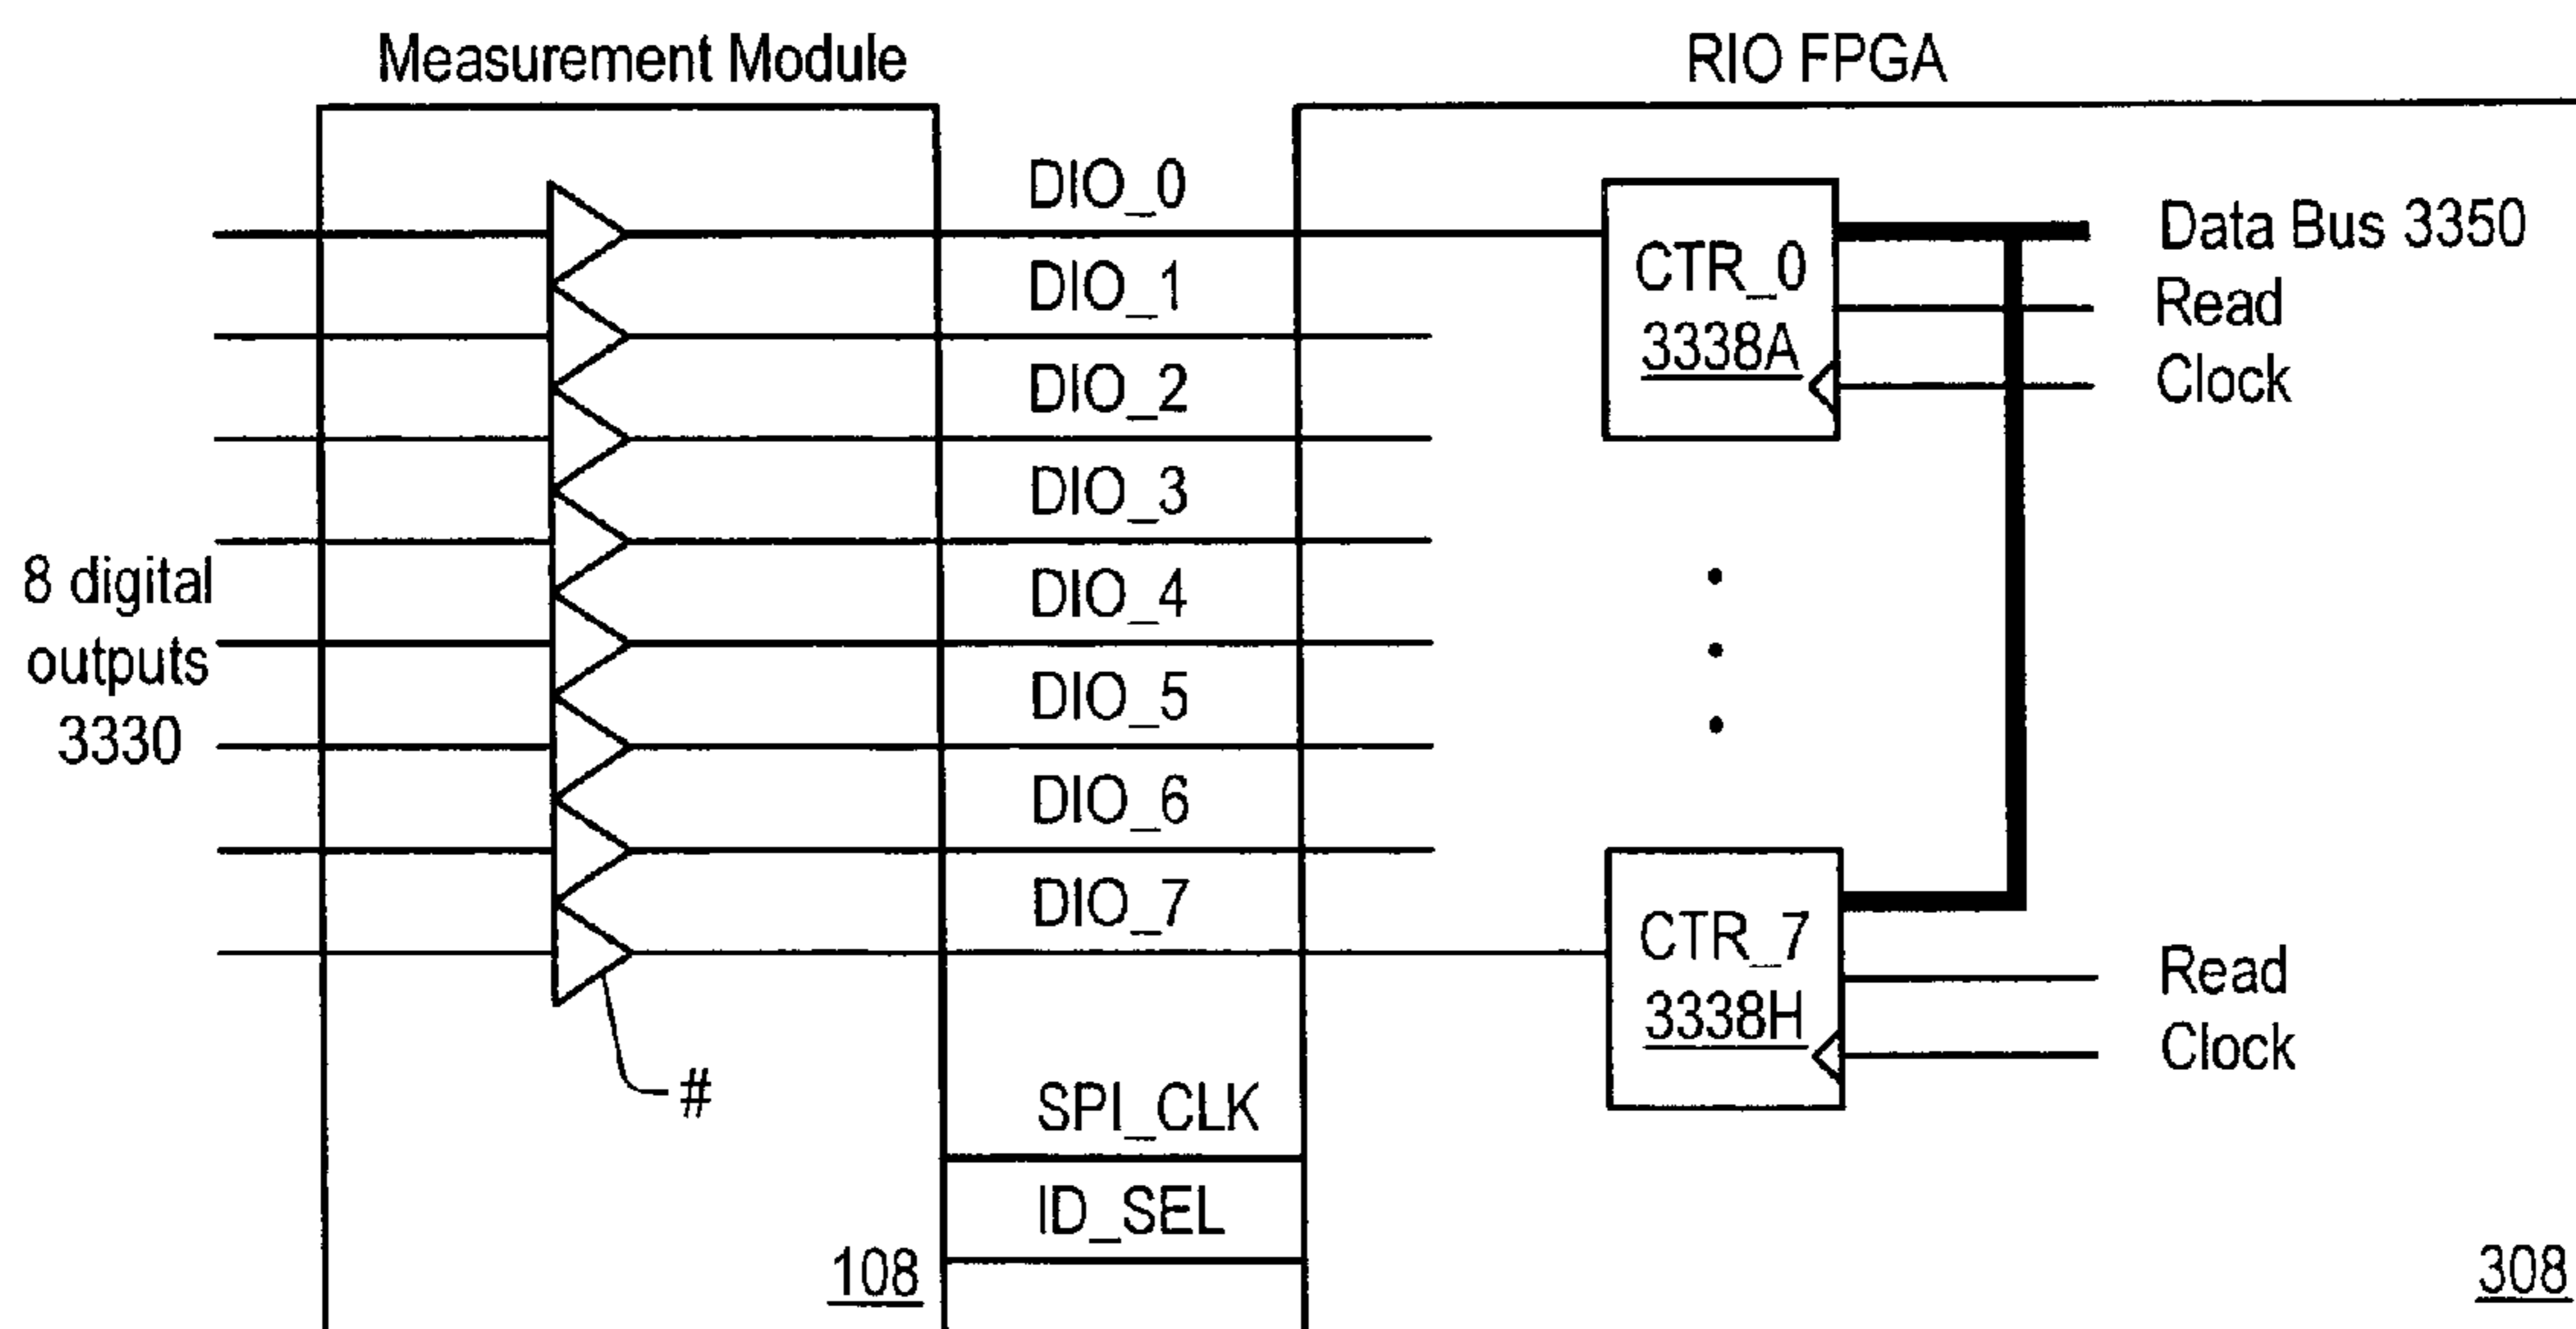 Measurement Module
RIO FPGA
DIO_0
DIO_1
DIO_2
DIO_3
DIO_4
DIO_5
DIO_6
DIO_7
SPI_CLK
ID_SEL
8 digital
outputs
3330
#
108
CTR_0
3338A
Data Bus 3350
Read
Clock
CTR_7
3338H
Read
Clock
308